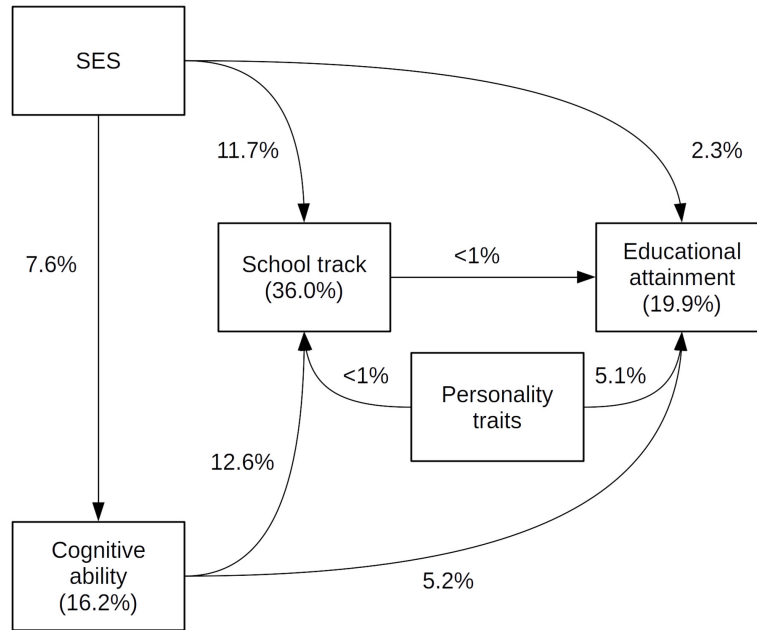 SES
11.7%
2.3%
7.6%
School track
(36.0%)
<1%
Educational
attainment
(19.9%)
<1%
5.1%
Personality
traits
12.6%
Cognitive
ability
(16.2%)
5.2%